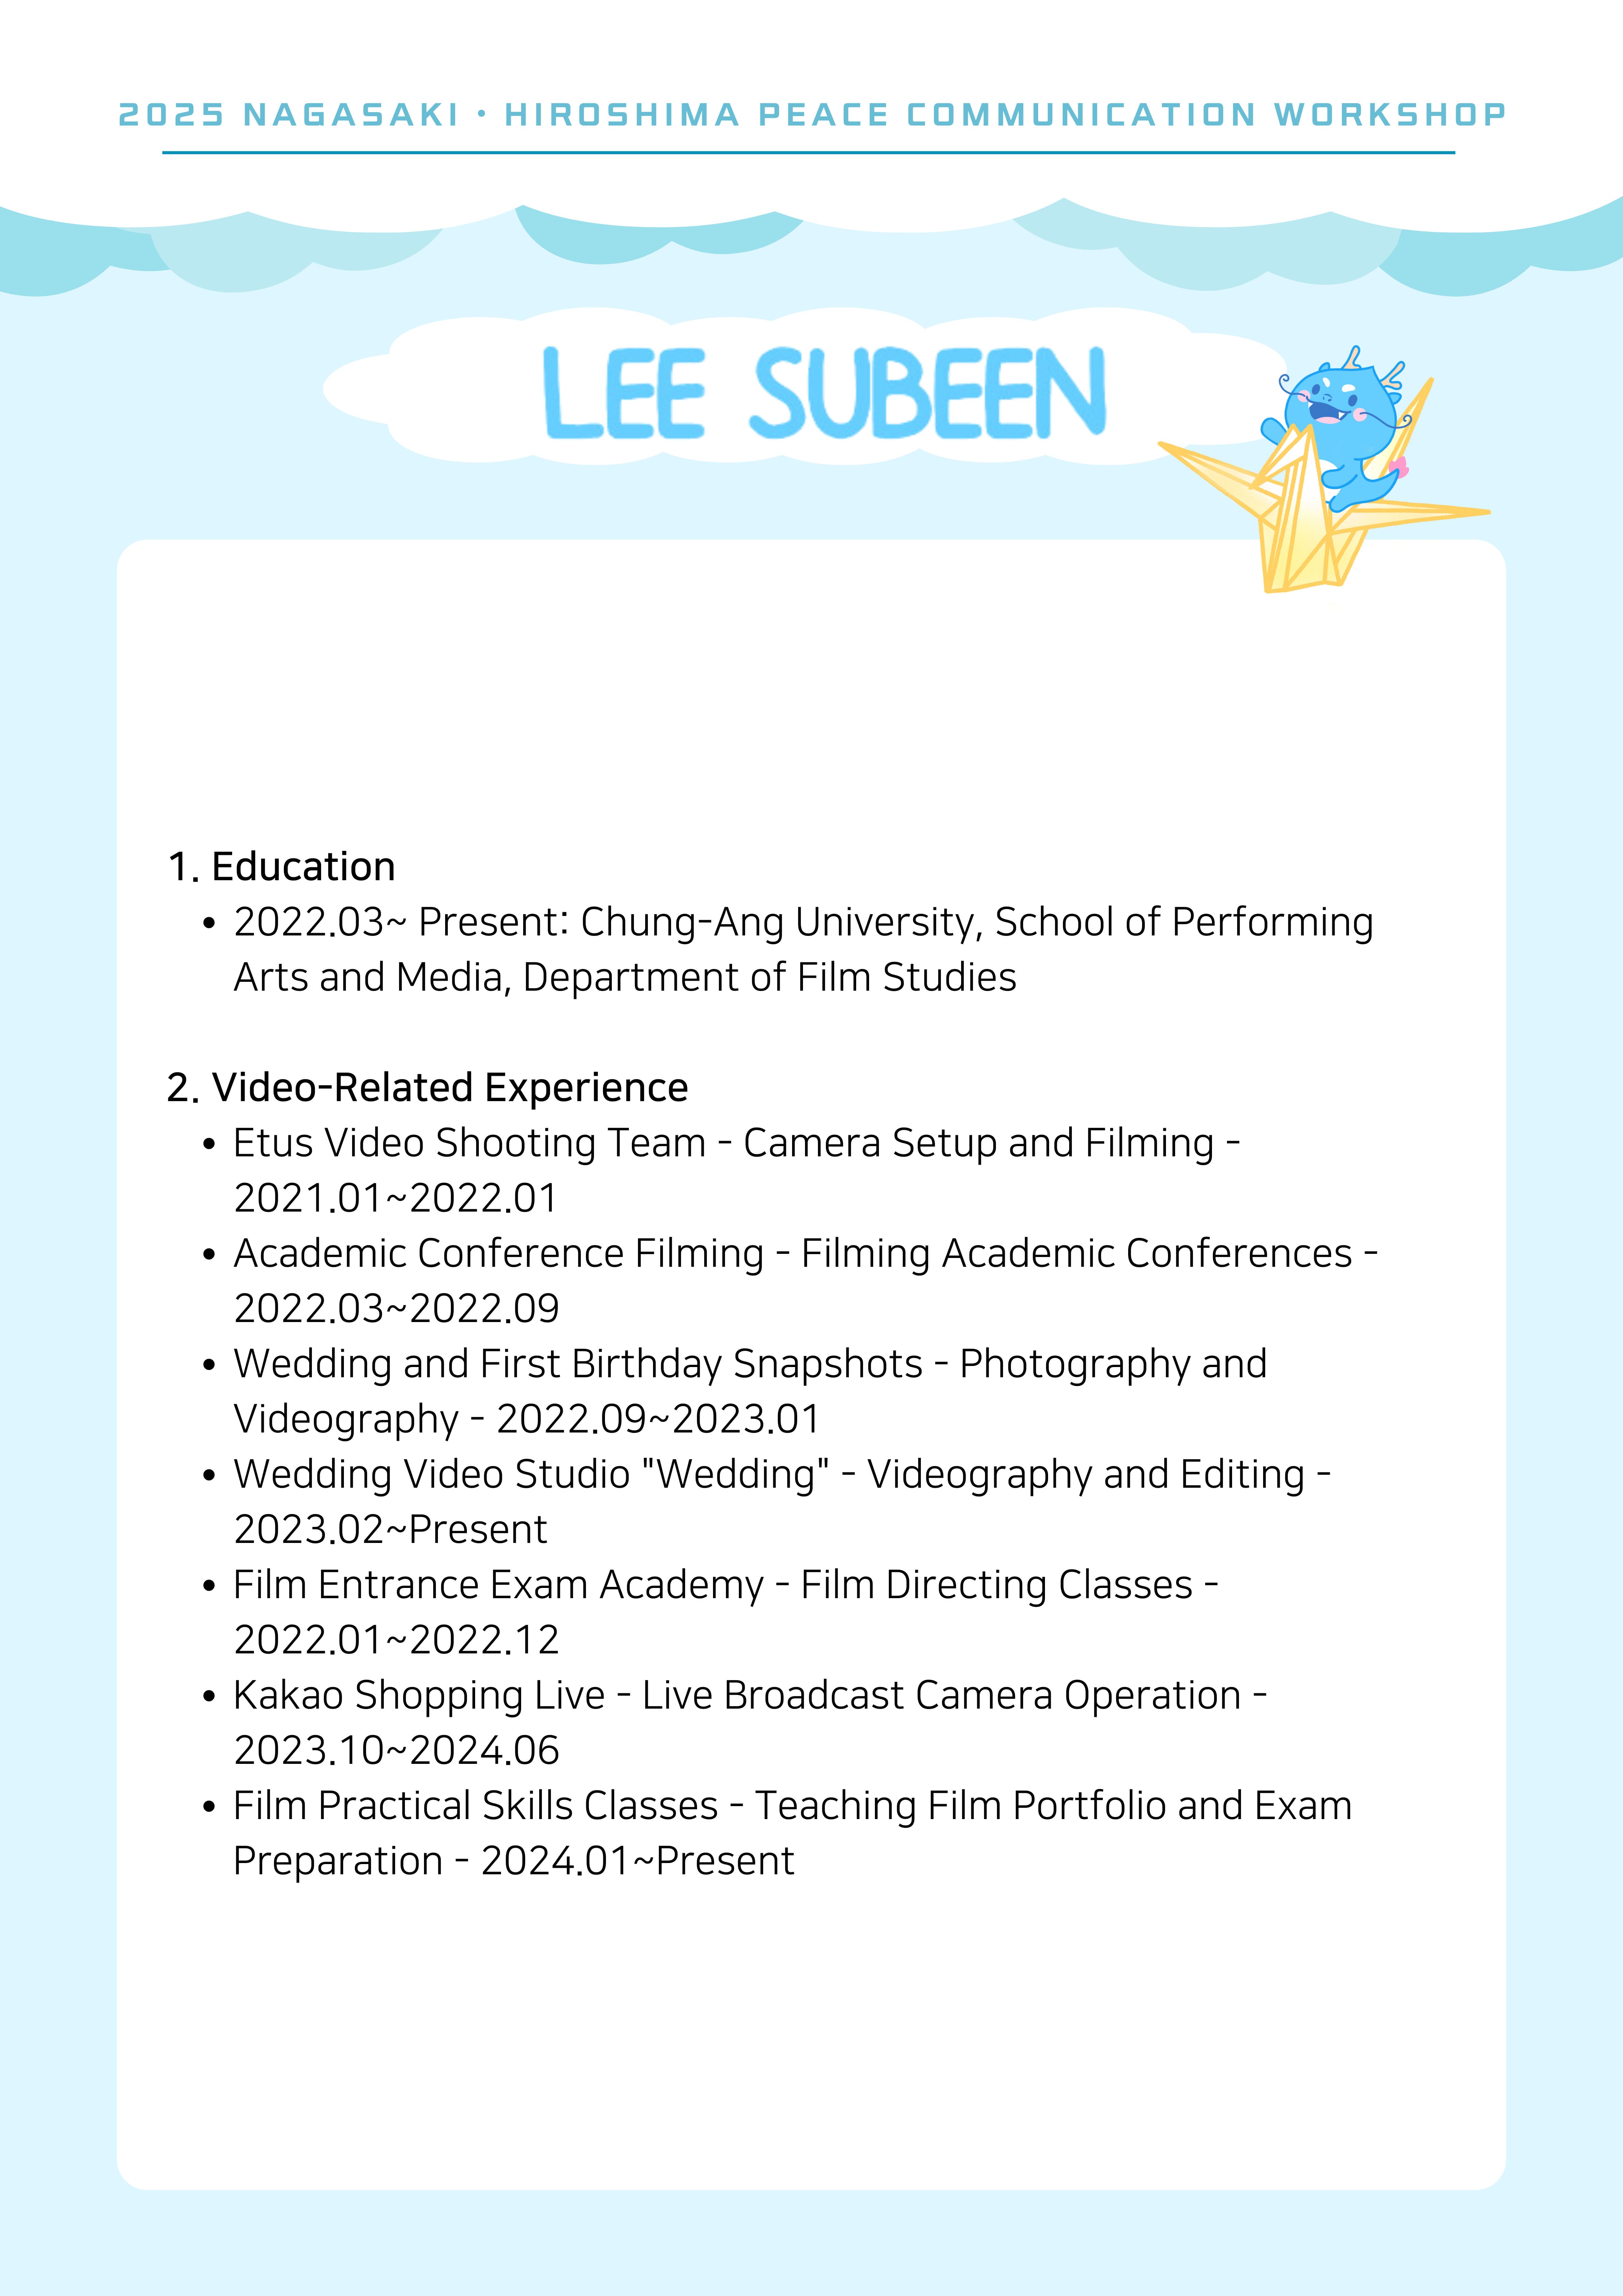 2025 NAGASAKI • HIROSHIMA PEACE COMMUNICATION WORKSHOP
LEE SUBEEN
1. Education
• 2022.03~ Present: Chung-Ang University, School of Performing
Arts and Media, Department of Film Studies
2. Video-Related Experience
• Etus Video Shooting Team - Camera Setup and Filming -
2021.01~2022.01
• Academic Conference Filming - Filming Academic Conferences -
2022.03~2022.09
• Wedding and First Birthday Snapshots - Photography and
Videography - 2022.09~2023.01
• Wedding Video Studio "Wedding" - Videography and Editing -
2023.02~Present
• Film Entrance Exam Academy - Film Directing Classes -
2022.01~2022.12
• Kakao Shopping Live - Live Broadcast Camera Operation -
2023.10~2024.06
• Film Practical Skills Classes - Teaching Film Portfolio and Exam
Preparation - 2024.01~Present